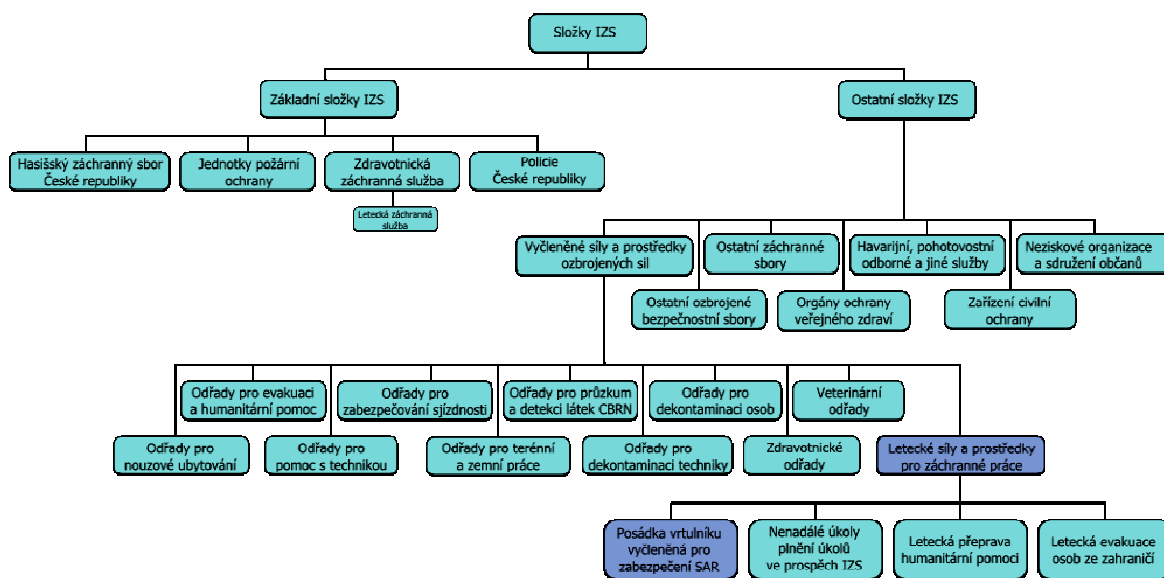 Složky IZS
Základní složky IZS
Ostatní složky IZS
Hasišský záchranný sbor
České republiky
Jednotky požární
ochrany
Zdravotnická
záchranná služba
Policie
České republiky
Letecká záchranná
služba
Vyčleněné síly a prostředky
ozbrojených sil
Ostatní záchranné
sbory
Havarijní, pohotovostní
odborné a jiné služby
Neziskové organizace
a sdružení občanů
Ostatní ozbrojené
bezpečnostní sbory
Orgány ochrany
veřejného zdraví
Zařízení civilní
ochrany
Odřady pro evakuaci
a humanitární pomoc
Odřady pro
zabezpečování sjízdnosti
Odřady pro průzkum
a detekci látek CBRN
Odřady pro
dekontaminaci osob
Veterinární
odřady
Odřady pro
nouzové ubytování
Odřady pro
pomoc s technikou
Odřady pro terénní
a zemní práce
Odřady pro
dekontaminaci techniky
Zdravotnické
odřady
Letecké síly a prostředky
pro záchranné práce
Posádka vrtulníku
vyčleněná pro
zabezpečení SAR
Nenadálé úkoly
plnění úkolů
ve prospěch IZS
Letecká přeprava
humanitární pomoci
Letecká evakuace
osob ze zahraničí